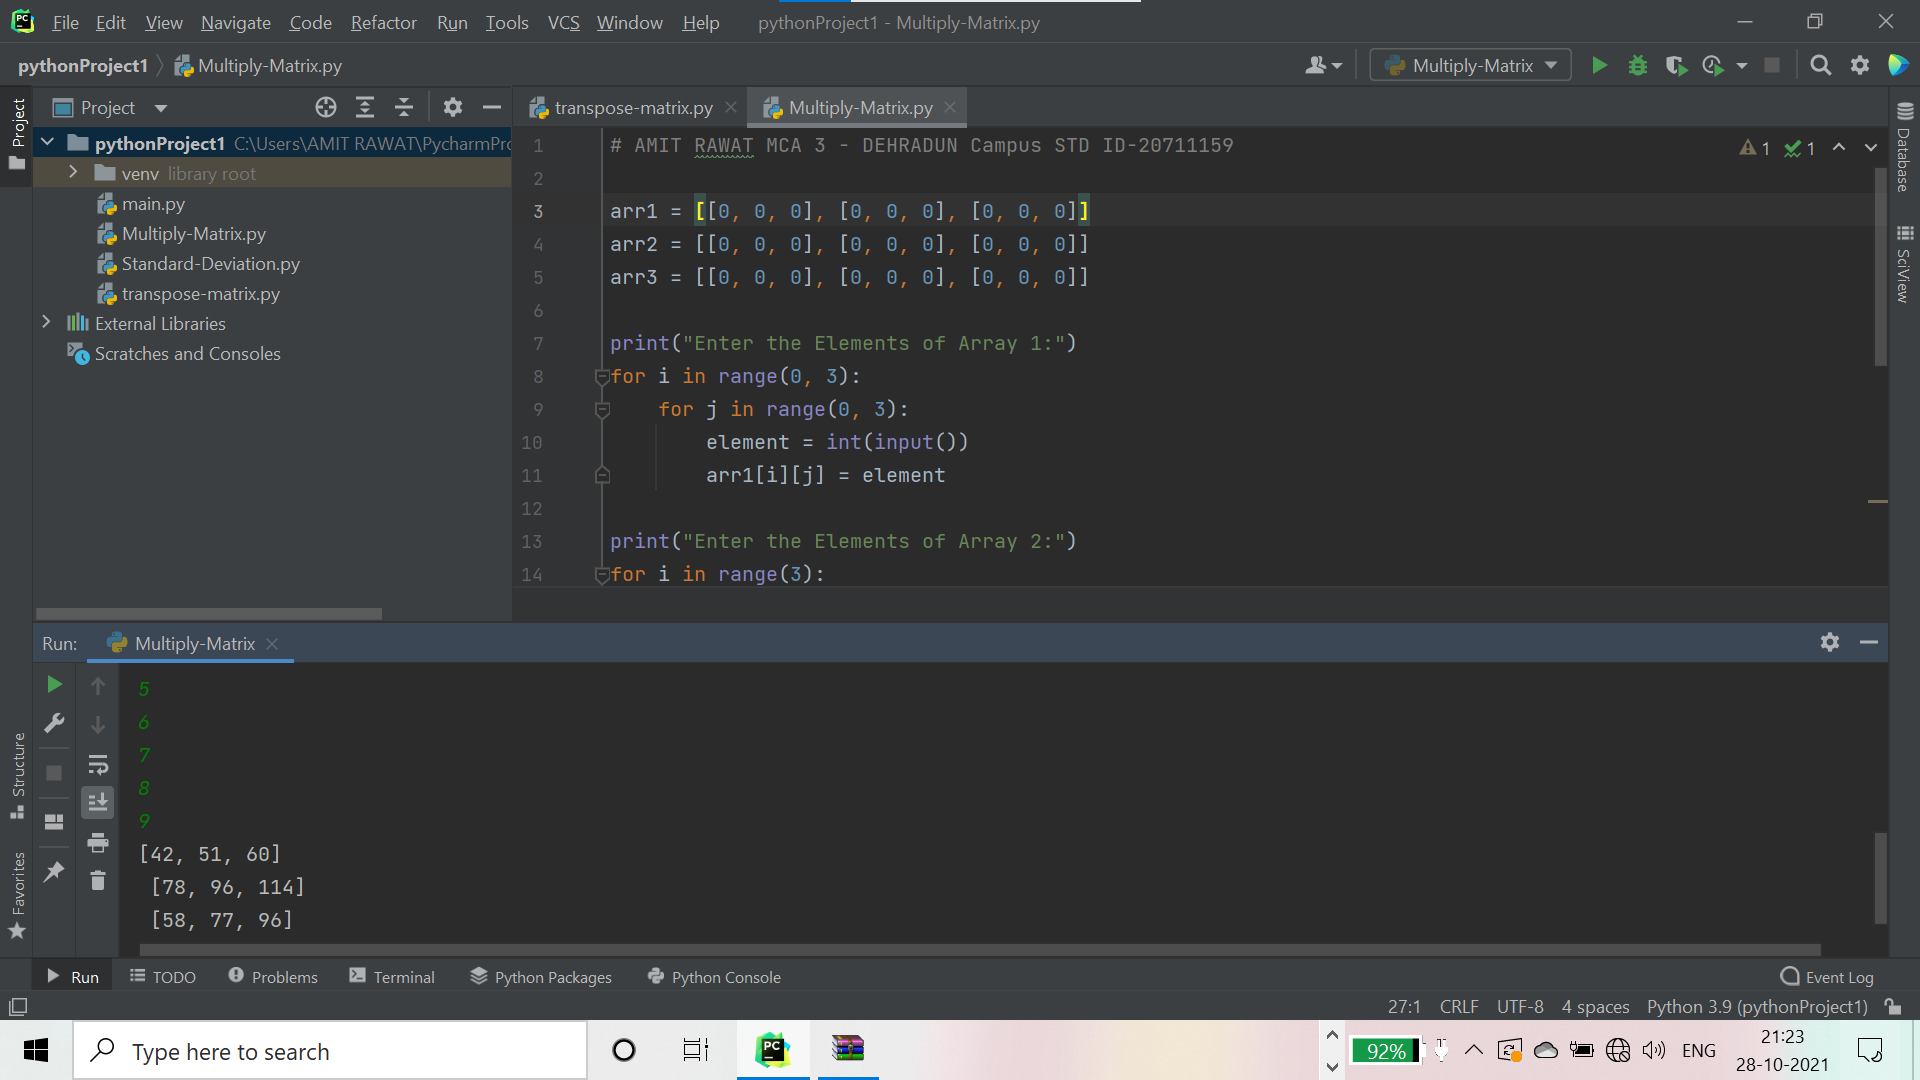 PC File Edit View Navigate Code Refactor Run Tools VCS Window Help pythonProject1 - Multiply-Matrix.py
pythonProject1 Multiply-Matrix.py Multiply-Matrix
Project Project transpose-matrix.py Multiply-Matrix.py
pythonProject1 C:\Users\AMIT RAWAT\PycharmPro
venv library root
main.py
Multiply-Matrix.py
Standard-Deviation.py
transpose-matrix.py
External Libraries
Scratches and Consoles
1 # AMIT RAWAT MCA 3 - DEHRADUN Campus STD ID-20711159 1 1
2
3 arr1 = [[0, 0, 0], [0, 0, 0], [0, 0, 0]]
4 arr2 = [[0, 0, 0], [0, 0, 0], [0, 0, 0]]
5 arr3 = [[0, 0, 0], [0, 0, 0], [0, 0, 0]]
6
7 print("Enter the Elements of Array 1:")
8 for i in range(0, 3):
9 for j in range(0, 3):
10 element = int(input())
11 arr1[i][j] = element
12
13 print("Enter the Elements of Array 2:")
14 for i in range(3):
Database
SciView
Run: Multiply-Matrix
5
6
7
8
9
[42, 51, 60]
[78, 96, 114]
[58, 77, 96]
Structure
Favorites
Run TODO Problems Terminal Python Packages Python Console Event Log
27:1 CRLF UTF-8 4 spaces Python 3.9 (pythonProject1)
Type here to search PC 92% ENG 21:23
28-10-2021